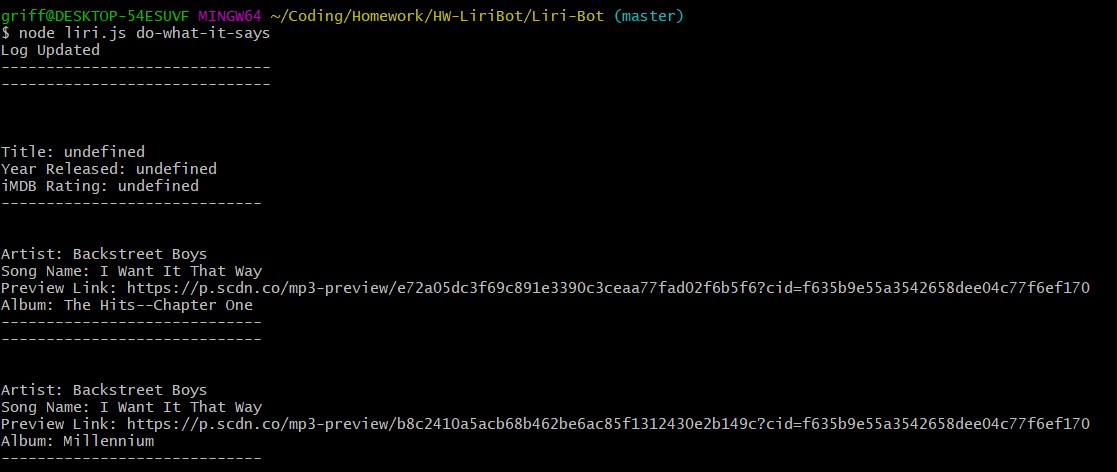 griff@DESKTOP-54ESUVF MINGW64 ~/Coding/Homework/HW-LiriBot/Liri-Bot (master)
$ node liri.js do-what-it-says
Log Updated
------------------------------
------------------------------
Title: undefined
Year Released: undefined
iMDB Rating: undefined
-----------------------------
Artist: Backstreet Boys
Song Name: I Want It That Way
Preview Link: https://p.scdn.co/mp3-preview/e72a05dc3f69c891e3390c3ceaa77fad02f6b5f6?cid=f635b9e55a3542658dee04c77f6ef170
Album: The Hits--Chapter One
-----------------------------
-----------------------------
Artist: Backstreet Boys
Song Name: I Want It That Way
Preview Link: https://p.scdn.co/mp3-preview/b8c2410a5acb68b462be6ac85f1312430e2b149c?cid=f635b9e55a3542658dee04c77f6ef170
Album: Millennium
-----------------------------